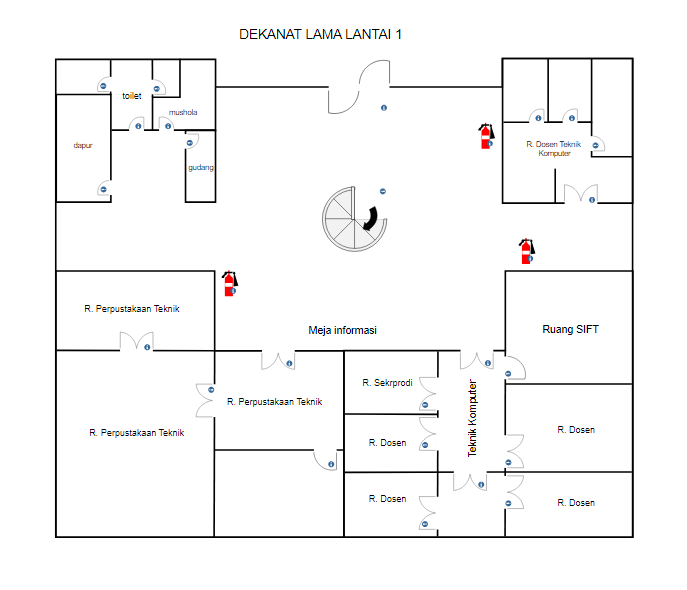 DEKANAT LAMA LANTAI 1
toilet
mushola
dapur
gudang
R. Dosen Teknik
Komputer
R. Perpustakaan Teknik
Meja informasi
Ruang SIFT
R. Sekrprodi
R. Perpustakaan Teknik
Teknik Komputer
R. Perpustakaan Teknik
R. Dosen
R. Dosen
R. Dosen
R. Dosen